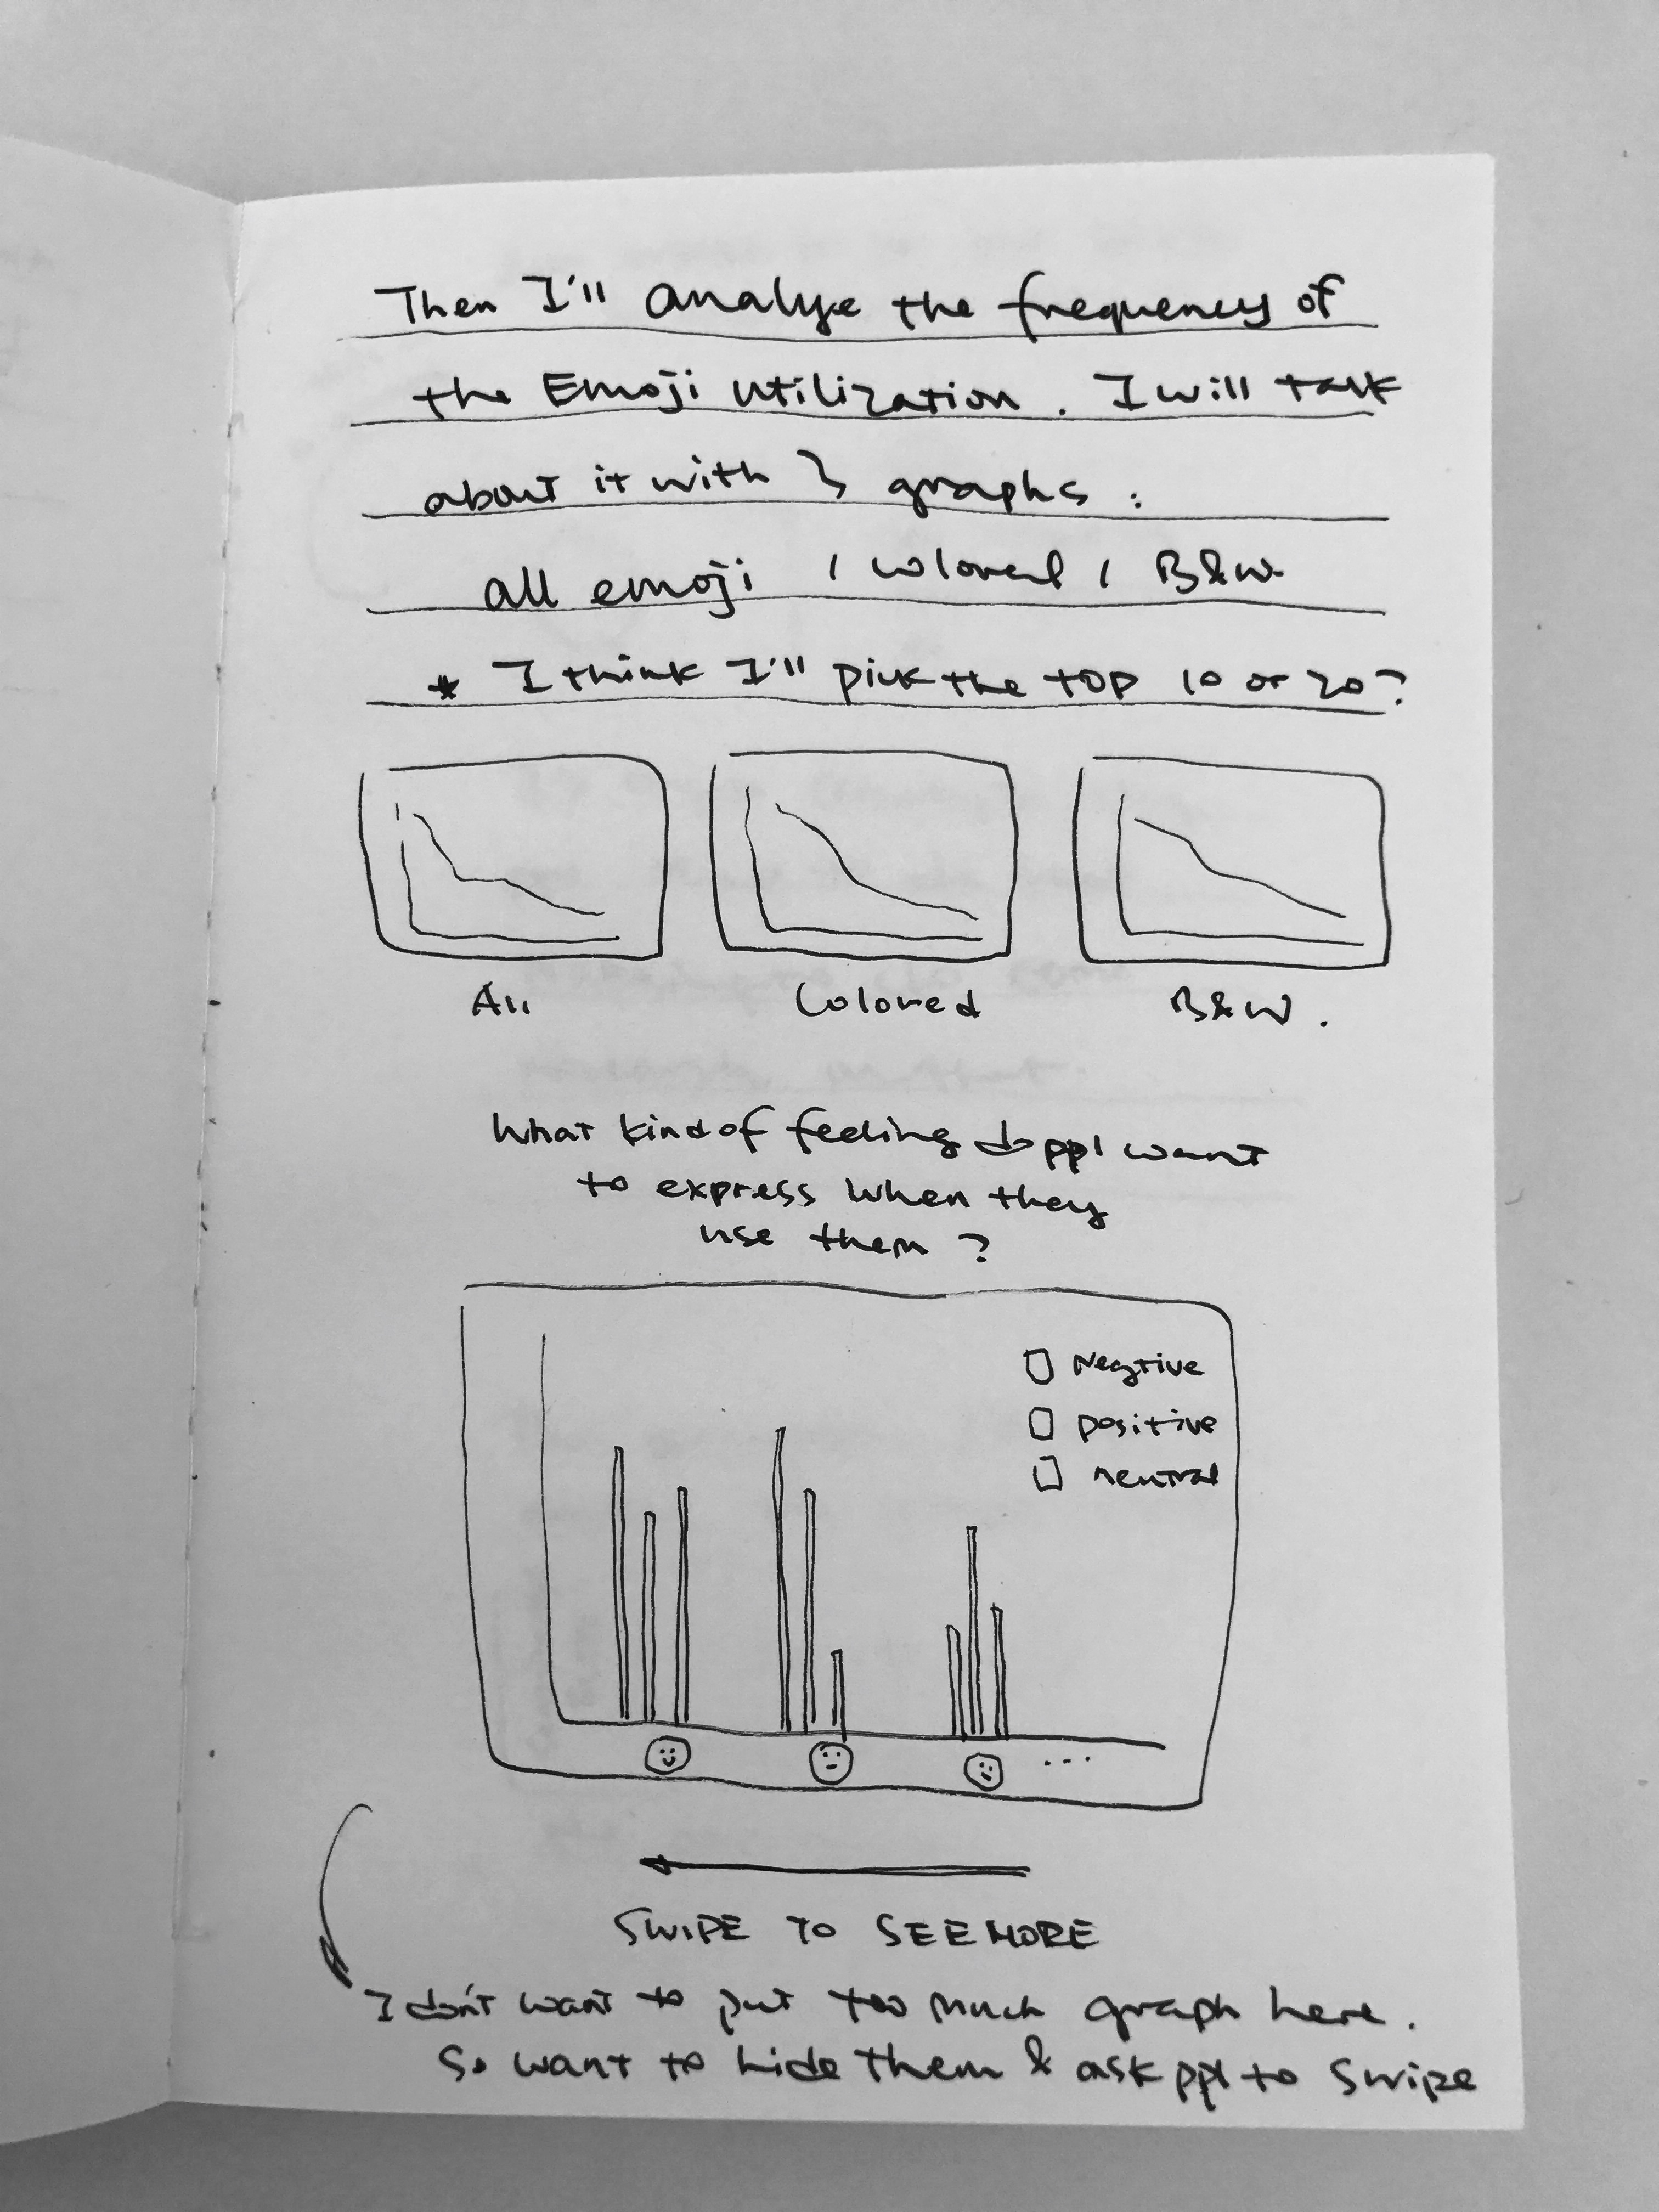 Then I'll analyze the frequency of
the Emoji utilization. I will talk
about it with 3 graphs :
all emoji / colored / B&W
* I think I'll pick the top 10 or 20?
All Colored B&W.
What kind of feeling do ppl want
to express when they
use them ?
Negtive
positive
neutral
...
SWIPE TO SEE MORE
I don't want to put too much graph here.
So want to hide them & ask ppl to swipe